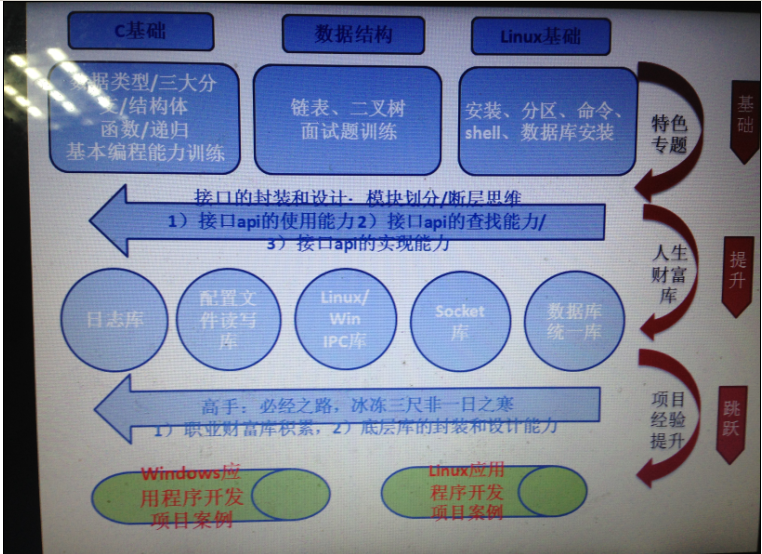 C基础
数据结构
Linux基础
数据类型/三大分
/结构体
函数/递归
基本编程能力训练
链表、二叉树
面试题训练
安装、分区、命令、
shell、数据库安装
特色
专题
基础
接口的封装和设计- 模块划分/断层思维
1）接口api的使用能力 2）接口api的查找能力/
3）接口api的实现能力
人生
财富
库
提升
日志库
配置文
件读写
库
Linux/
Win
IPC库
Socket
库
数据库
统一库
高手：必经之路，冰冻三尺非一日之寒
1）职业财富库积累，2）底层库的封装和设计能力
项目
经验
提升
跳跃
Windows应
用程序开发
项目案例
Linux应用
程序开发
项目案例